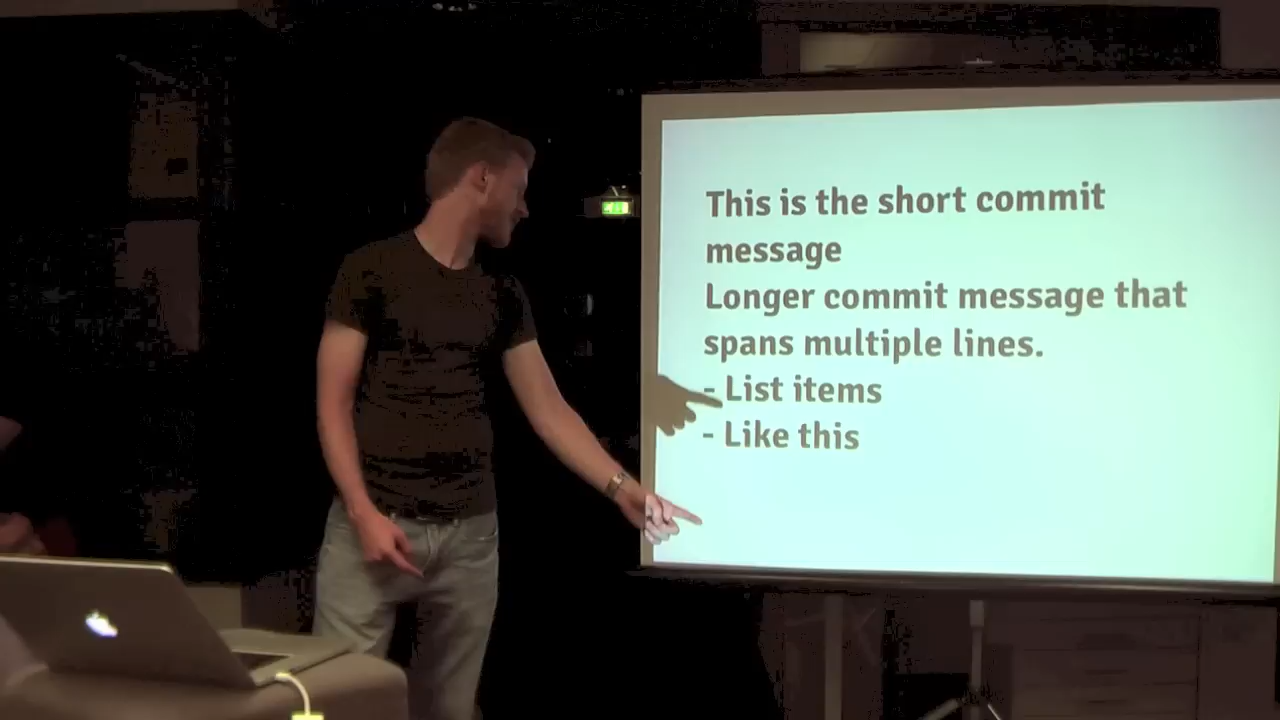 This is the short commit
message
Longer commit message that
spans multiple lines.
- List items
- Like this